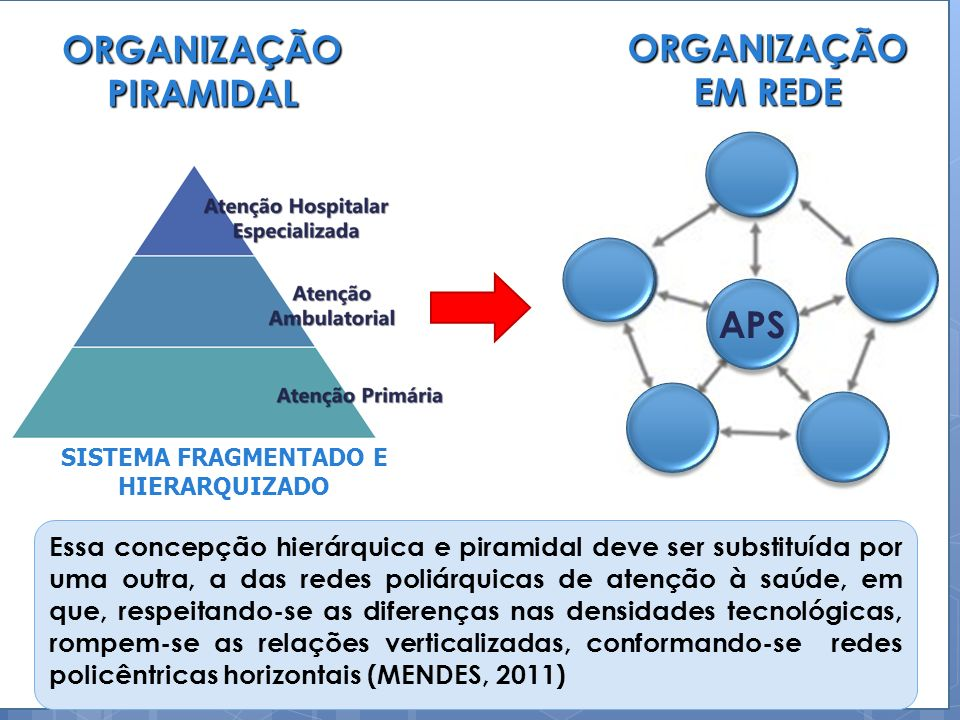 ORGANIZAÇÃO
PIRAMIDAL
Atenção Hospitalar
Especializada
Atenção
Ambulatorial
Atenção Primária
SISTEMA FRAGMENTADO E
HIERARQUIZADO
ORGANIZAÇÃO
EM REDE
APS
Essa concepção hierárquica e piramidal deve ser substituída por
uma outra, a das redes poliárquicas de atenção à saúde, em
que, respeitando-se as diferenças nas densidades tecnológicas,
rompem-se as relações verticalizadas, conformando-se redes
policêntricas horizontais (MENDES, 2011)